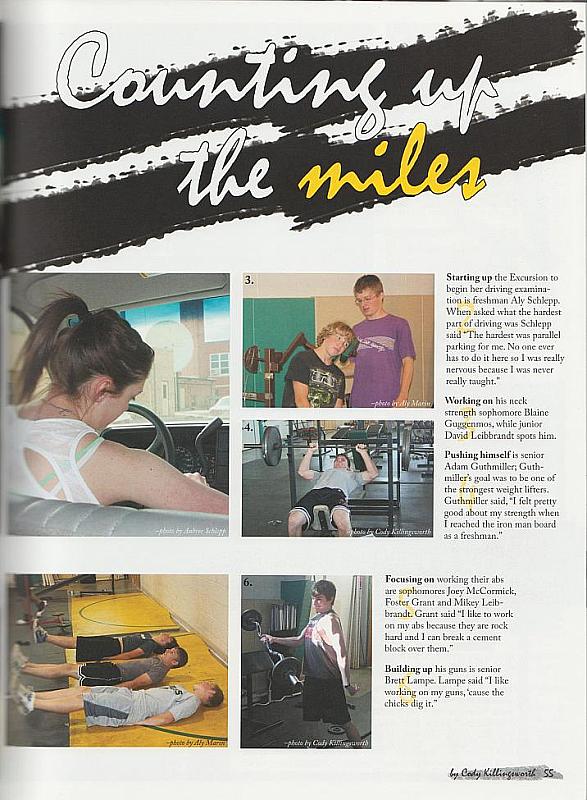 Counting up
the miles
3.
Starting up the Excursion to
begin her driving examina-
tion is freshman Aly Schlepp.
When asked what the hardest
part of driving was Schlepp
said "The hardest was parallel
parking for me. No one ever
has to do it here so I was really
nervous because I was never
really taught."
~photo by Aly Marin
Working on his neck
strength sophomore Blaine
Guggenmos, while junior
David Leibbrandt spots him.
4.
Pushing himself is senior
Adam Guthmiller; Guth-
miller's goal was to be one of
the strongest weight lifters.
Guthmiller said, "I felt pretty
good about my strength when
I reached the iron man board
as a freshman."
~photo by Aubree Schlepp
~photo by Cody Killingsworth
6.
Focusing on working their abs
are sophomores Joey McCormick,
Foster Grant and Mikey Leib-
brandt. Grant said "I like to work
on my abs because they are rock
hard and I can break a cement
block over them."
Building up his guns is senior
Brett Lampe. Lampe said "I like
working on my guns, 'cause the
chicks dig it."
~photo by Aly Marin
~photo by Cody Killingsworth
by Cody Killingsworth 55